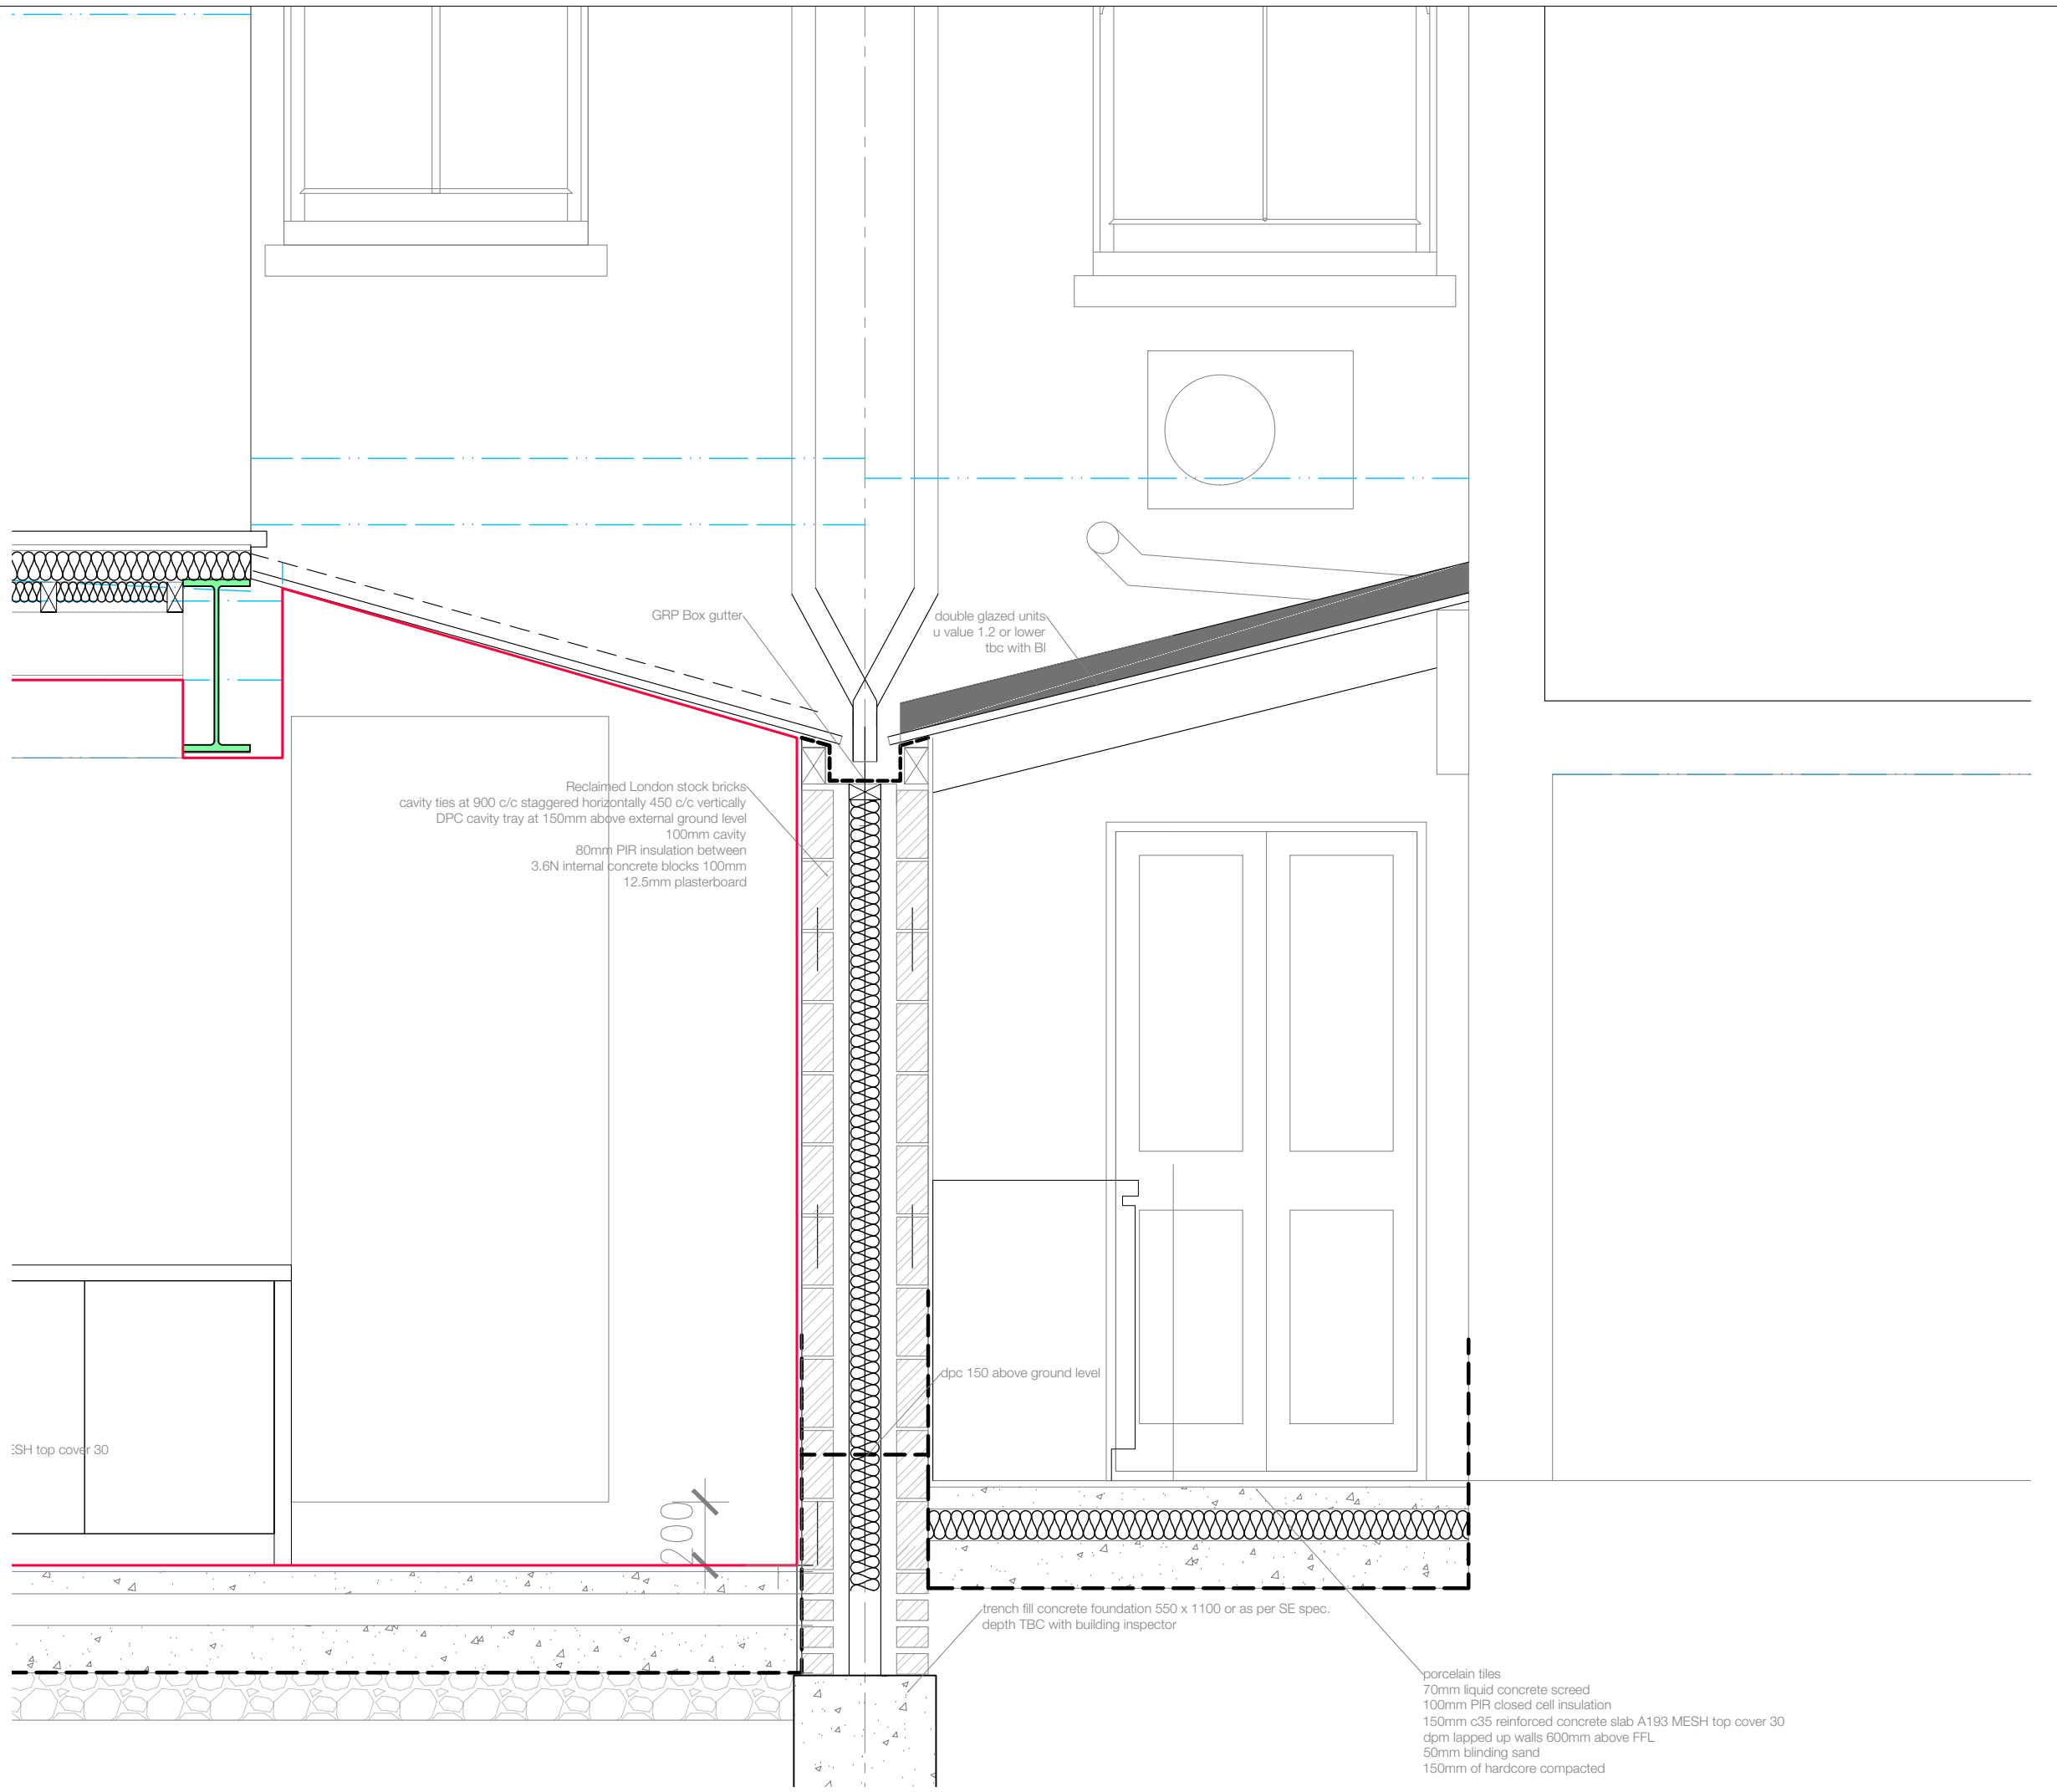 GRP Box gutter
double glazed units
u value 1.2 or lower
tbc with BI
Reclaimed London stock bricks
cavity ties at 900 c/c staggered horizontally 450 c/c vertically
DPC cavity tray at 150mm above external ground level
100mm cavity
80mm PIR insulation between
3.6N internal concrete blocks 100mm
12.5mm plasterboard
dpc 150 above ground level
ESH top cover 30
200
trench fill concrete foundation 550 x 1100 or as per SE spec.
depth TBC with building inspector
porcelain tiles
70mm liquid concrete screed
100mm PIR closed cell insulation
150mm c35 reinforced concrete slab A193 MESH top cover 30
dpm lapped up walls 600mm above FFL
50mm blinding sand
150mm of hardcore compacted